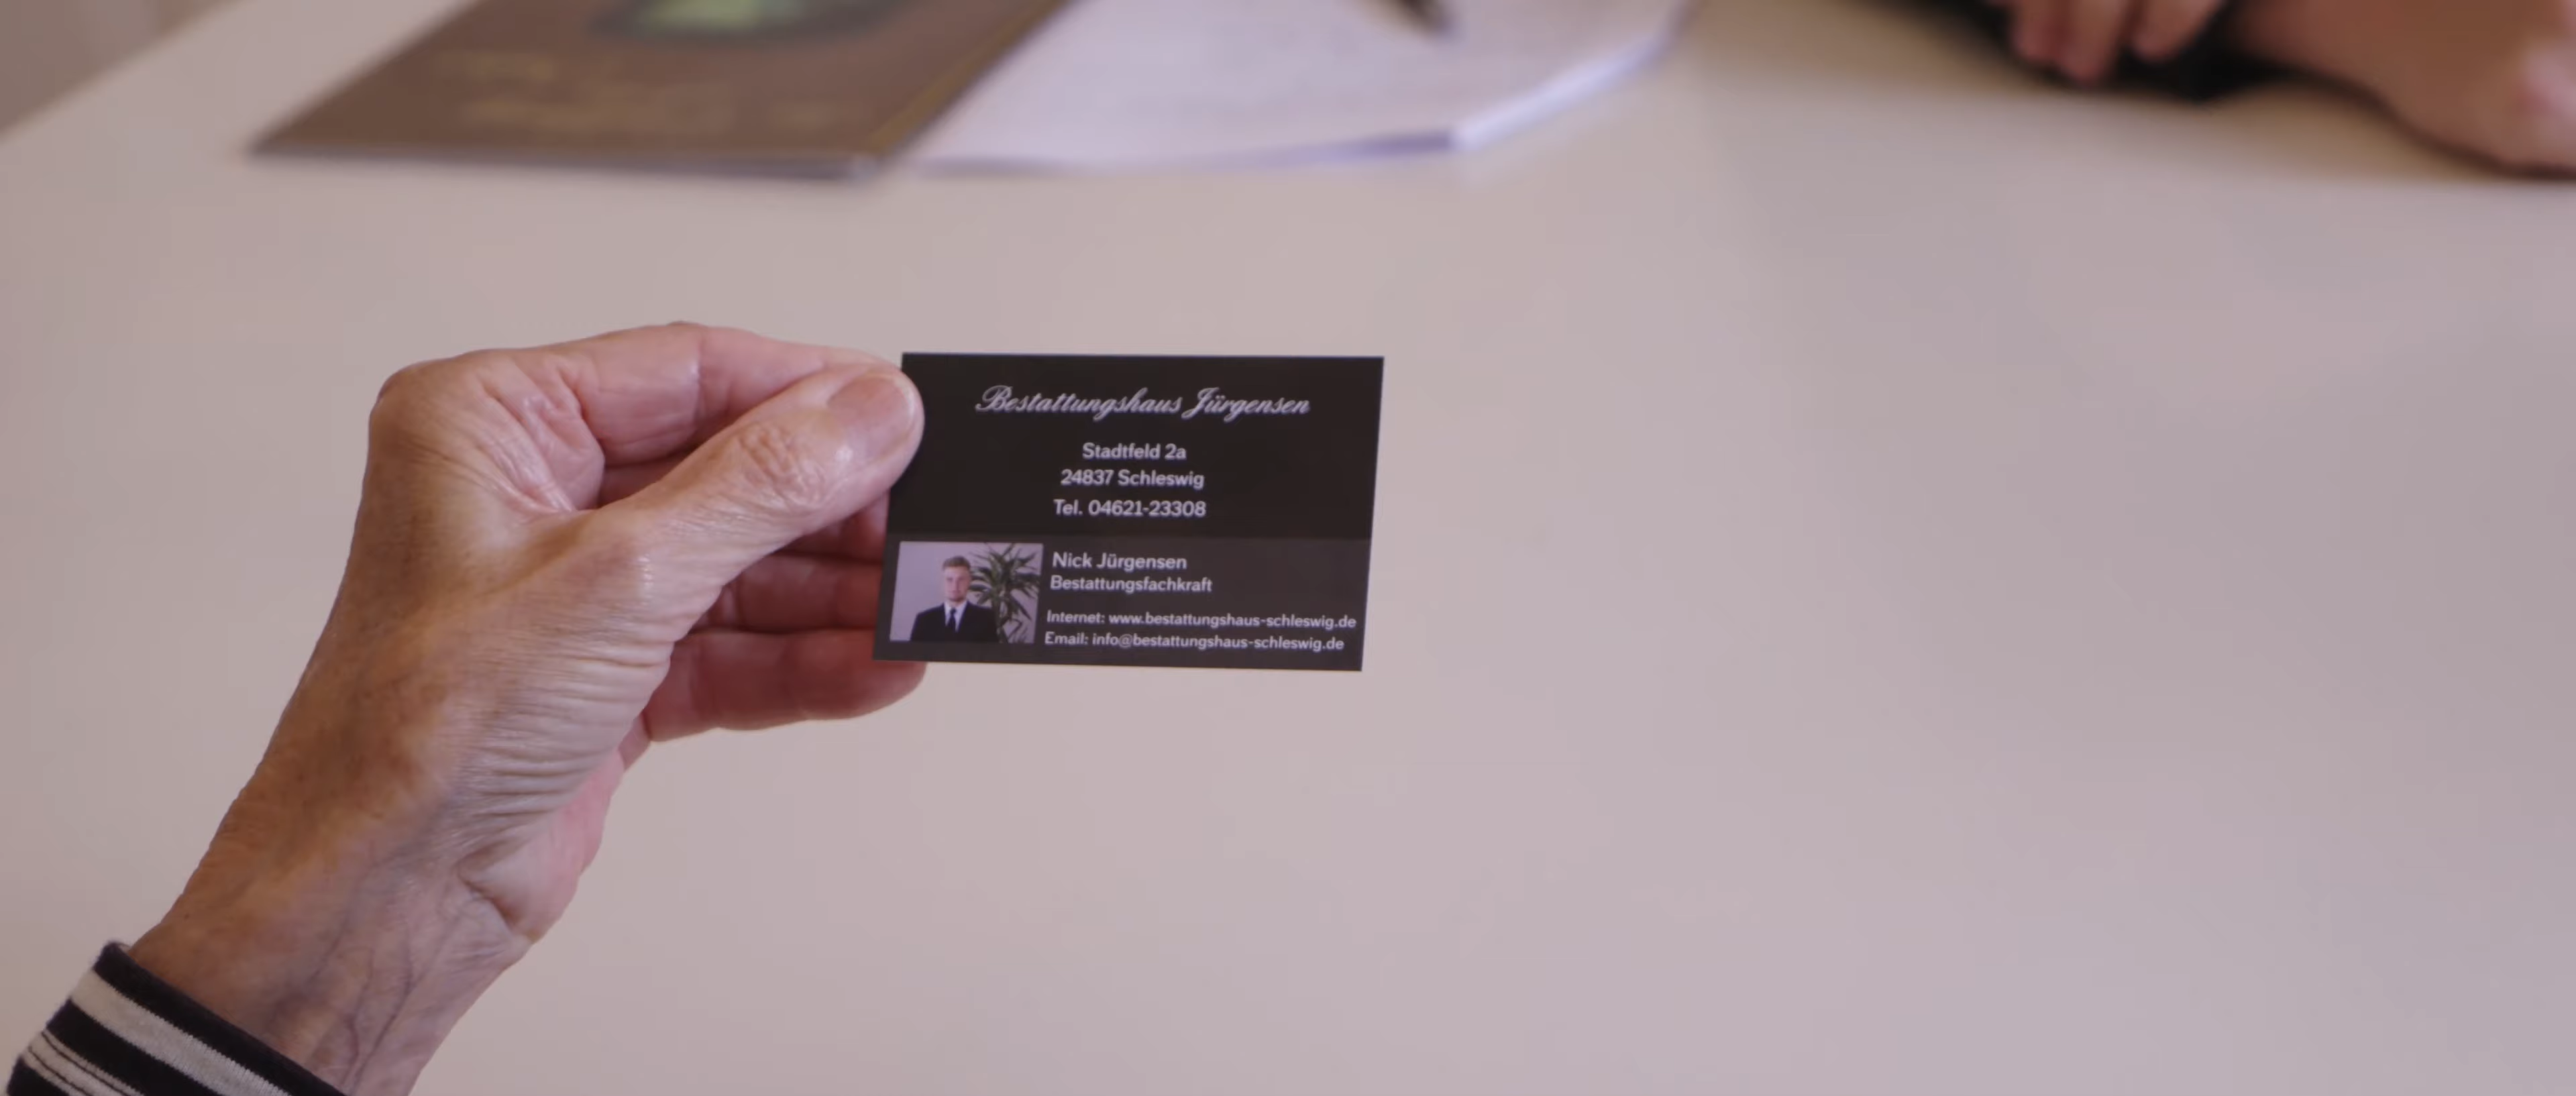 Bestattungshaus Jürgensen
Stadtfeld 2a
24837 Schleswig
Tel. 04621-23308
Nick Jürgensen
Bestattungsfachkraft
Internet: www.bestattungshaus-schleswig.de
Email: info@bestattungshaus-schleswig.de